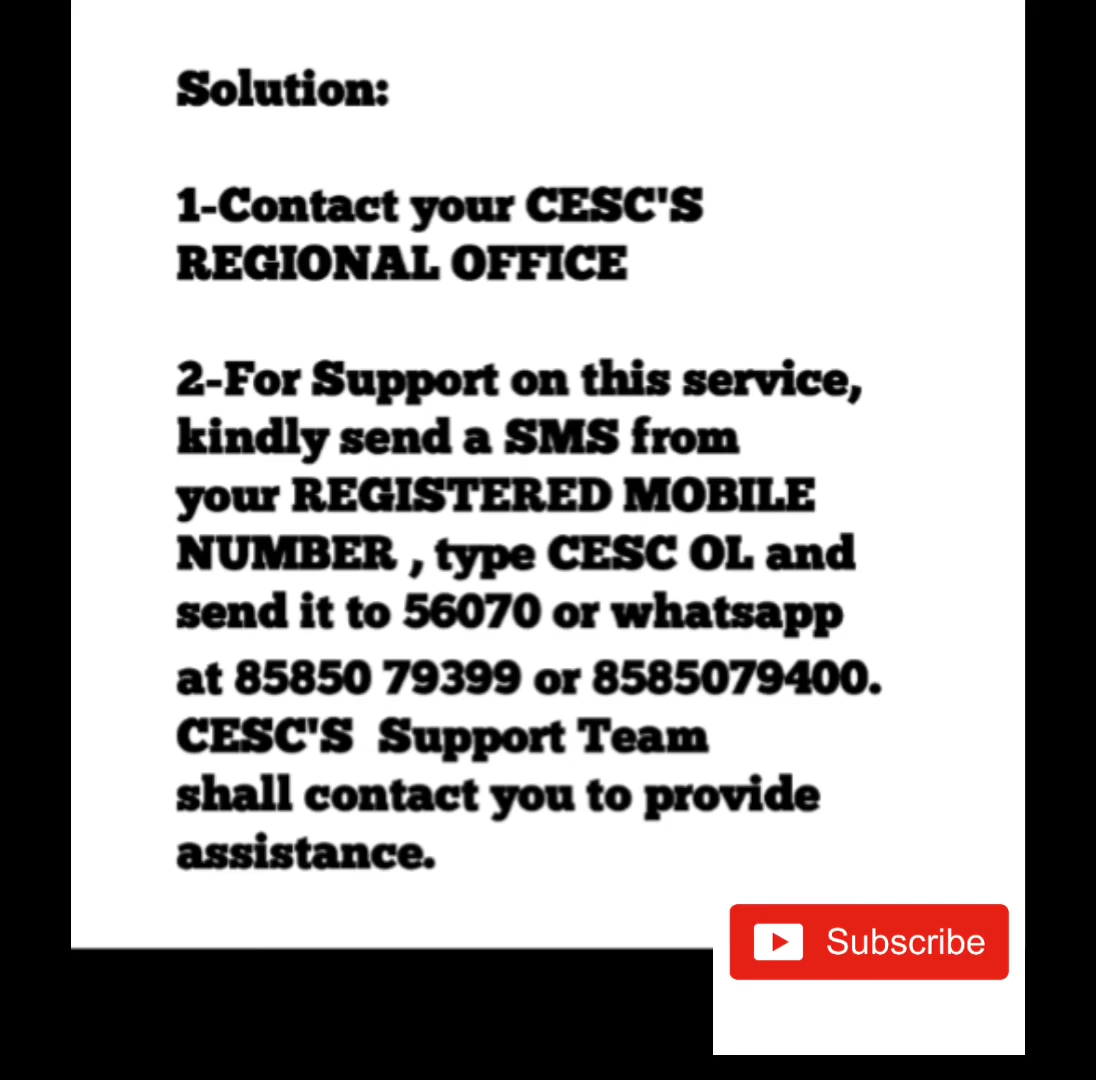 Solution:
1-Contact your CESC'S
REGIONAL OFFICE
2-For Support on this service,
kindly send a SMS from
your REGISTERED MOBILE
NUMBER , type CESC OL and
send it to 56070 or whatsapp
at 85850 79399 or 8585079400.
CESC'S  Support Team
shall contact you to provide
assistance.
Subscribe